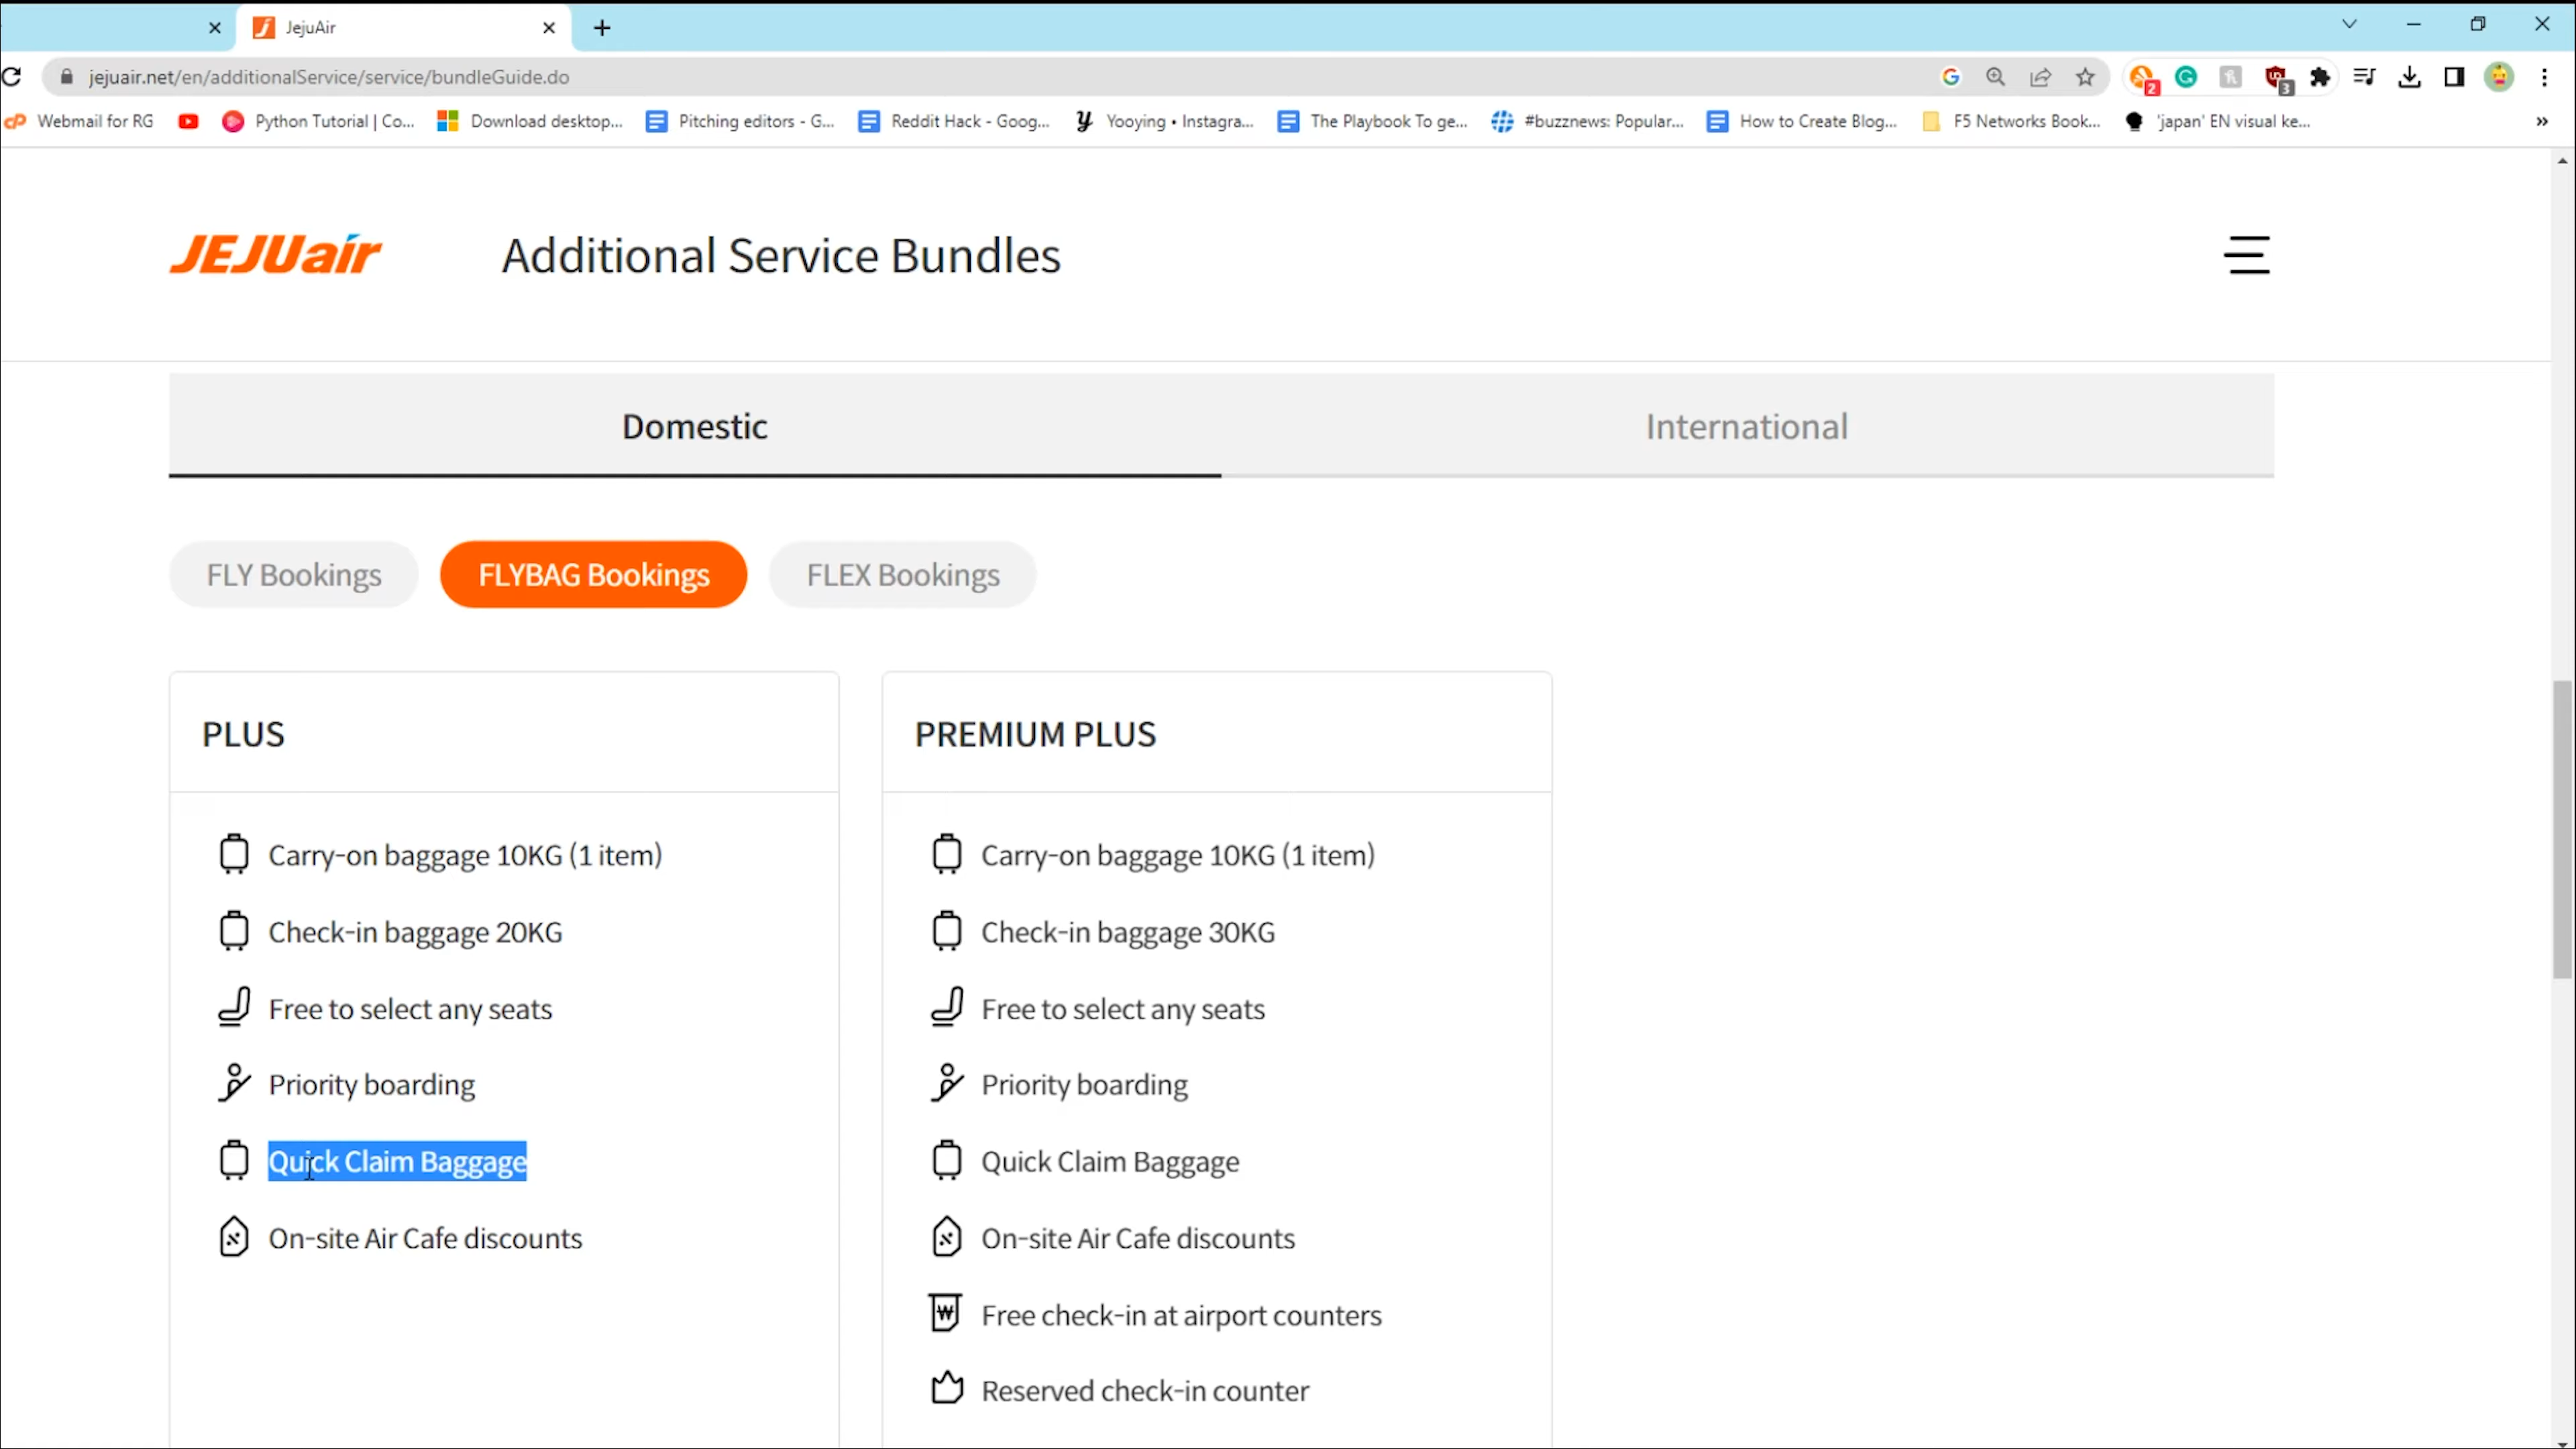 JejuAir
jejuair.net/en/additionalService/service/bundleGuide.do
2
3
Webmail for RG
Python Tutorial | Co...
Download desktop...
Pitching editors - G...
Reddit Hack - Goog...
Yooying • Instagra...
The Playbook To ge...
#buzznews: Popular...
How to Create Blog...
F5 Networks Book...
'japan' EN visual ke...
JEJUair
Additional Service Bundles
Domestic
International
FLY Bookings
FLYBAG Bookings
FLEX Bookings
PLUS
Carry-on baggage 10KG (1 item)
Check-in baggage 20KG
Free to select any seats
Priority boarding
Quick Claim Baggage
On-site Air Cafe discounts
PREMIUM PLUS
Carry-on baggage 10KG (1 item)
Check-in baggage 30KG
Free to select any seats
Priority boarding
Quick Claim Baggage
On-site Air Cafe discounts
Free check-in at airport counters
Reserved check-in counter